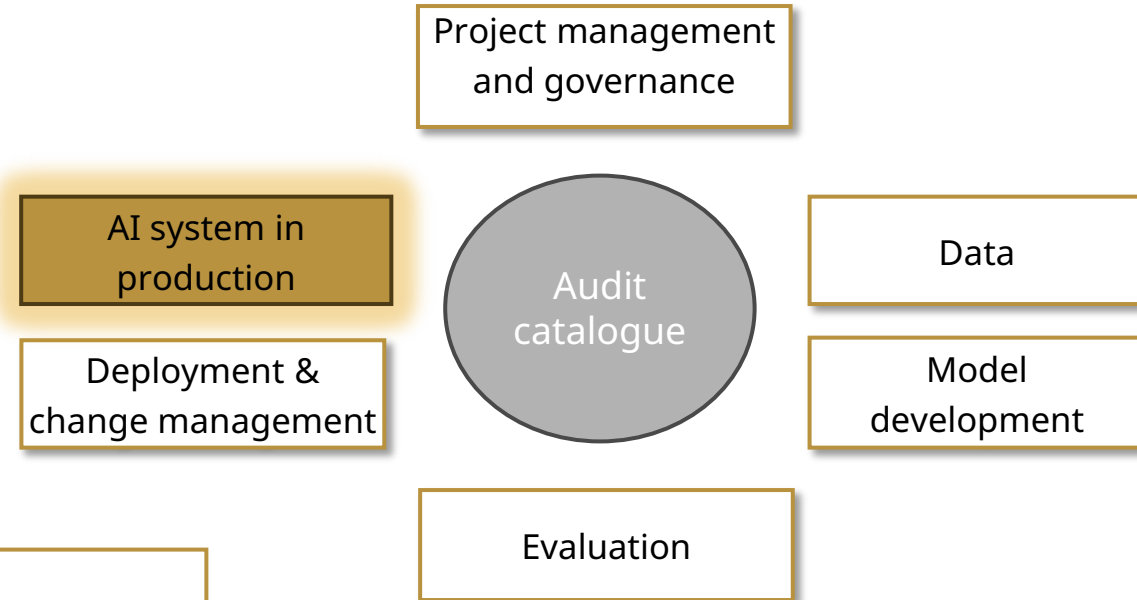 Project management
and governance
AI system in
production
Data
Audit
catalogue
Deployment &
change management
Model
development
Evaluation